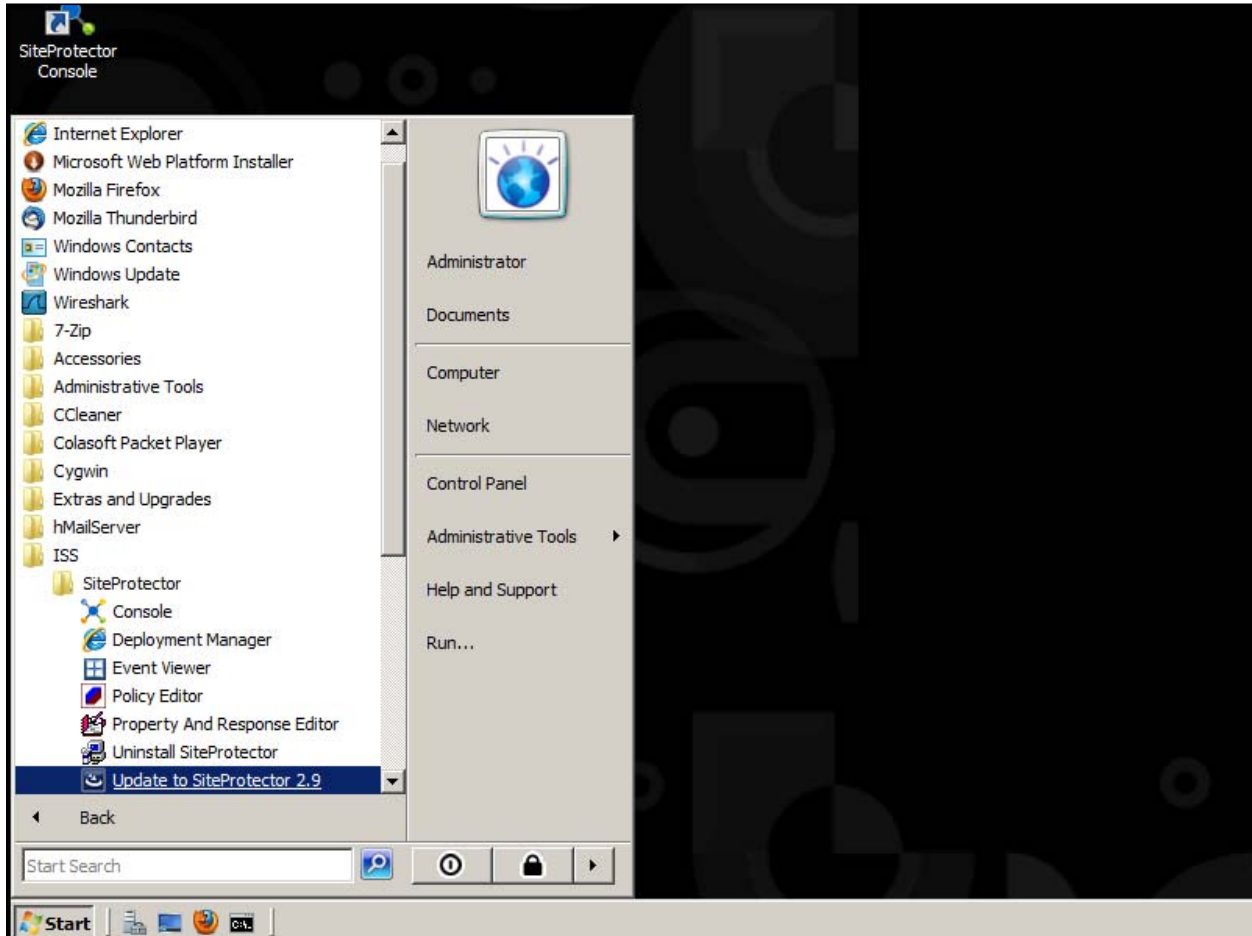 SiteProtector
Console
Internet Explorer
Microsoft Web Platform Installer
Mozilla Firefox
Mozilla Thunderbird
Windows Contacts
Windows Update
Wireshark
7-Zip
Accessories
Administrative Tools
CCleaner
Colasoft Packet Player
Cygwin
Extras and Upgrades
hMailServer
ISS
SiteProtector
Console
Deployment Manager
Event Viewer
Policy Editor
Property And Response Editor
Uninstall SiteProtector
Update to SiteProtector 2.9
Back
Start Search
Administrator
Documents
Computer
Network
Control Panel
Administrative Tools
Help and Support
Run...
Start
C:\.